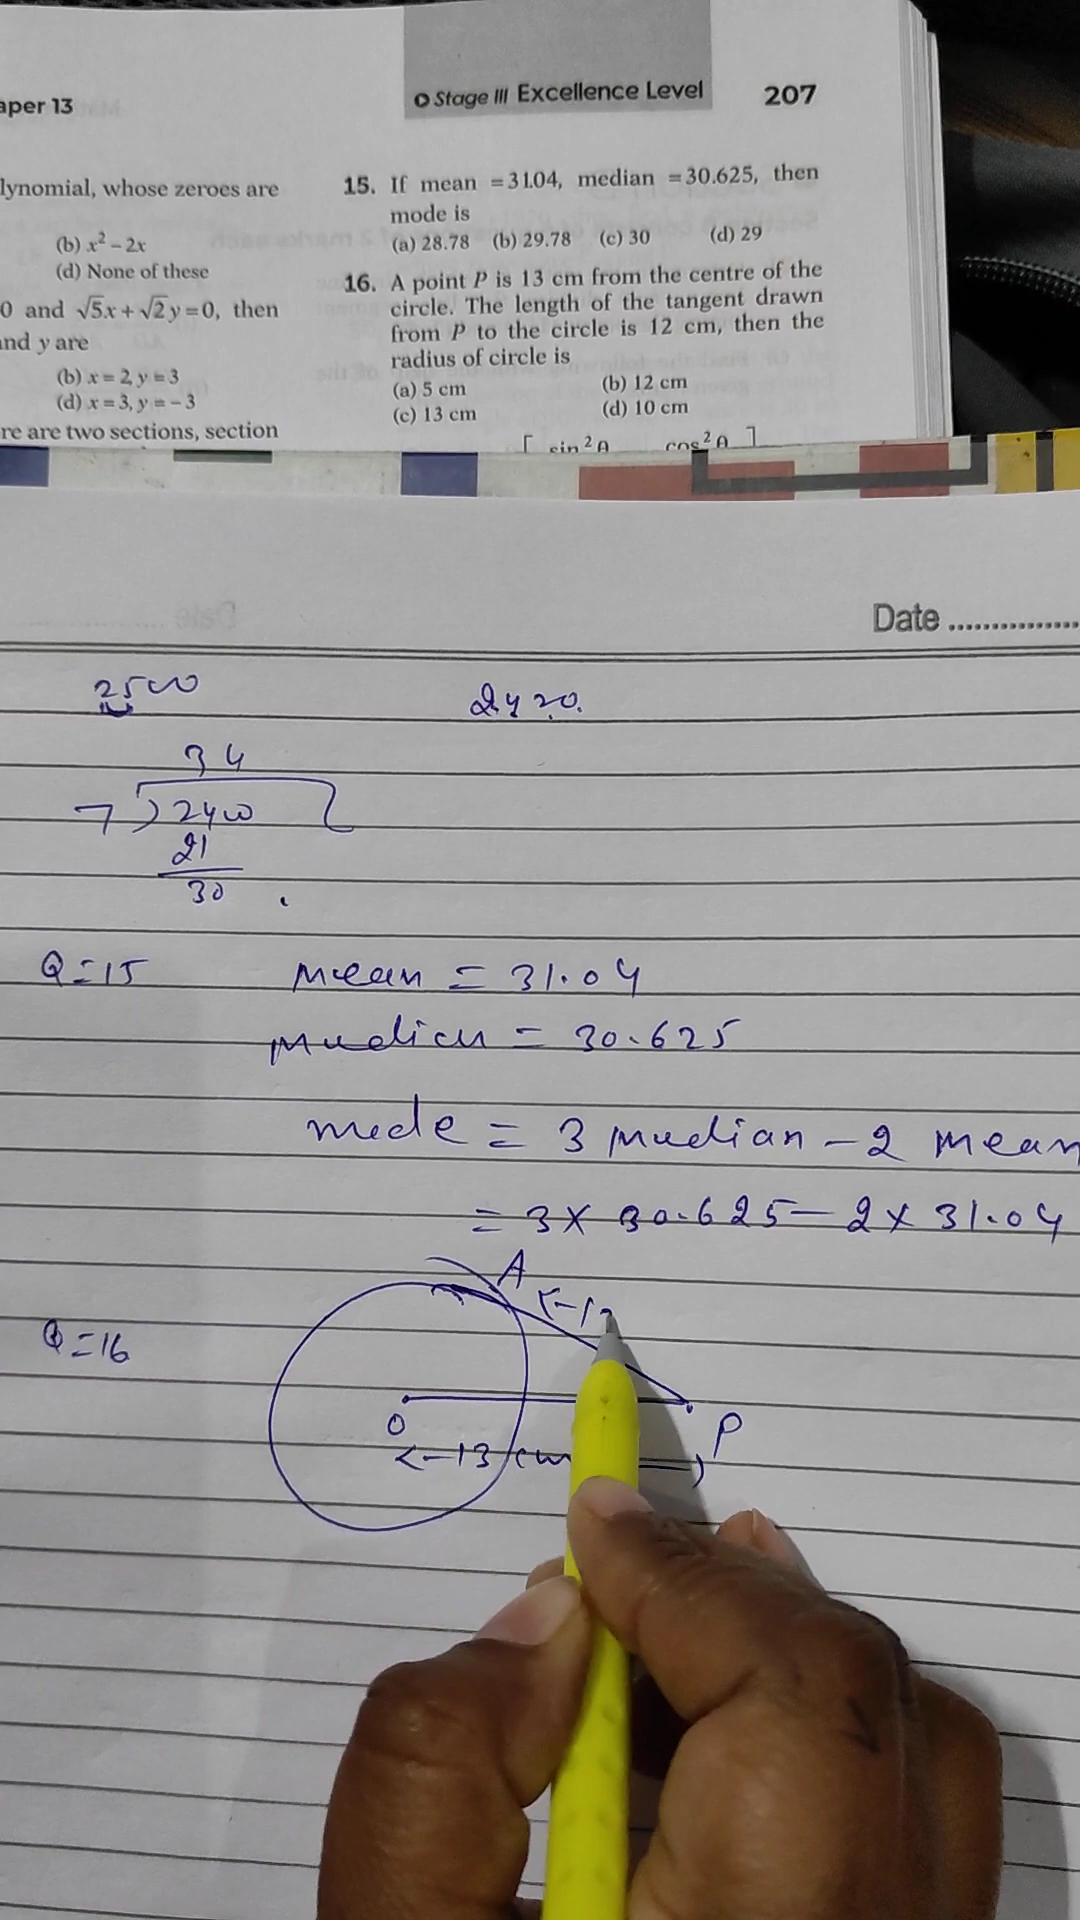 aper 13
Stage III Excellence Level 207
lynomial, whose zeroes are
(b) x² – 2x
(d) None of these
0 and √5x + √2y = 0, then
and y are
(b) x = 2, y = 3
(d) x = 3, y = – 3
re are two sections, section
15. If mean = 31.04, median = 30.625, then
mode is
(a) 28.78 (b) 29.78 (c) 30 (d) 29
16. A point P is 13 cm from the centre of the
circle. The length of the tangent drawn
from P to the circle is 12 cm, then the
radius of circle is
(a) 5 cm (b) 12 cm
(c) 13 cm (d) 10 cm
sin² θ cos² θ
Date ...............
2500
2420.
34
7) 2400
21
30
Q=15 mean = 31.04
median = 30.625
mode = 3 median – 2 mean
= 3 × 30.625 – 2 × 31.04
A
Q=16
O
P
13 cm